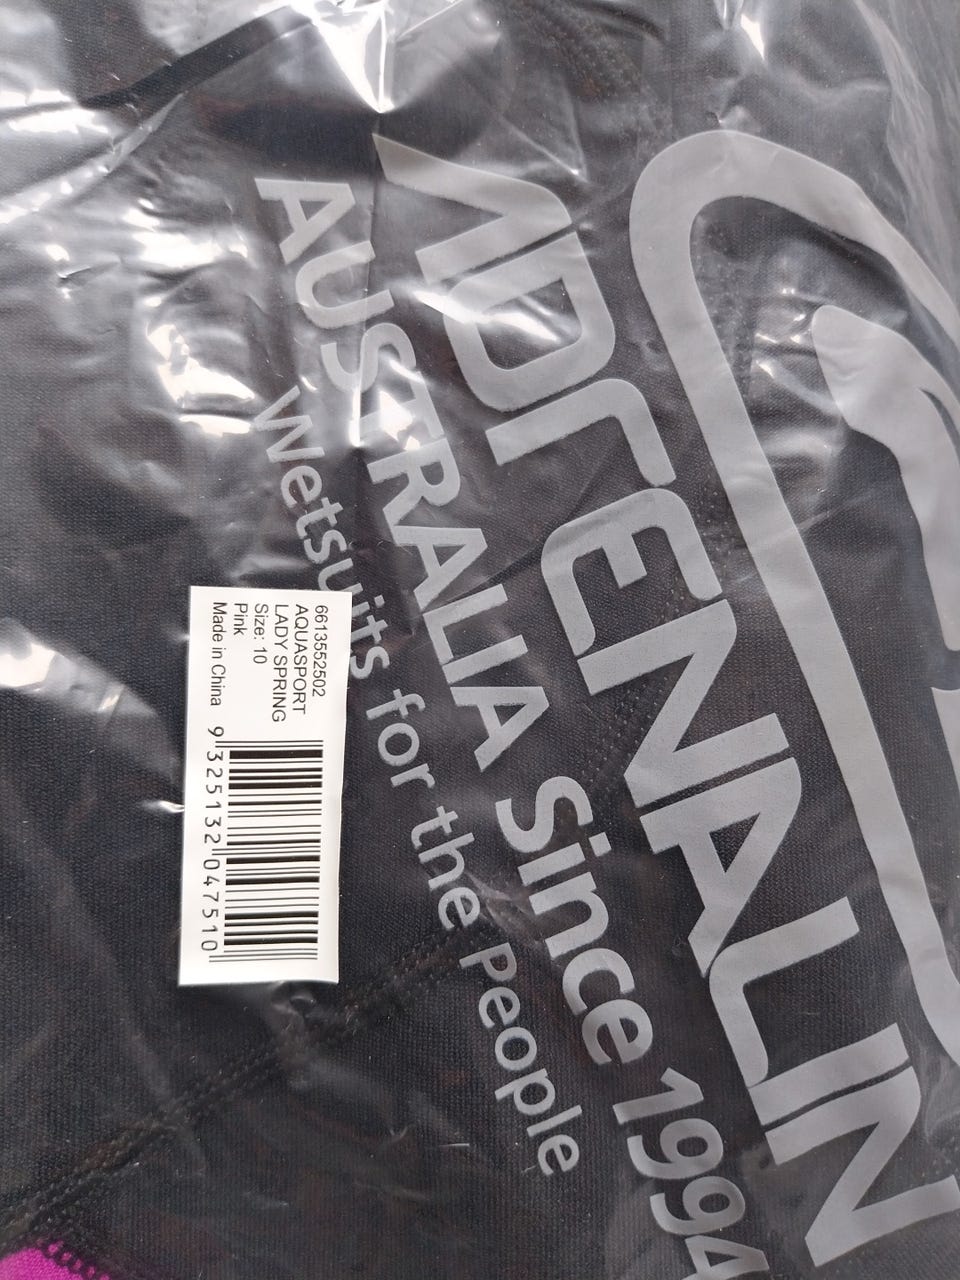 ADRENALIN
AUSTRALIA Since 1994
Wetsuits for the People
6613552502
AQUASPORT
LADY SPRING
Size: 10
Pink
Made in China
9 325132 047510